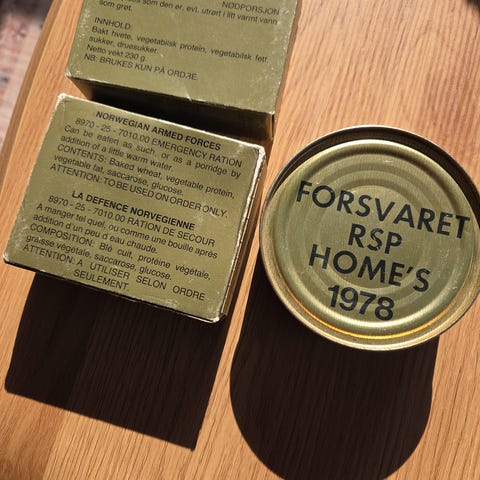 NØDPORSJON
som den er, evt. utrørt i litt varmt vann
som grøt.
INNHOLD:
Bakt hvete, vegetabilsk protein, vegetabilsk fett,
sukker, druesukker.
Netto vekt 230 g.
NB: BRUKES KUN PÅ ORDRE.
NORWEGIAN ARMED FORCES
8970 - 25 - 7010.00 EMERGENCY RATION
Can be eaten as such, or as a porridge by
addition of a little warm water.
CONTENTS: Baked wheat, vegetable protein,
vegetable fat, saccarose, glucose.
ATTENTION: TO BE USED ON ORDER ONLY.
LA DEFENCE NORVEGIENNE
8970 - 25 - 7010.00 RATION DE SECOUR
A manger tel quel, ou comme une bouille après
addition d'un peu d'eau chaude.
COMPOSITION: Blé cuit, protéine végétale,
graisse végétale, saccarose, glucose.
ATTENTION: A UTILISER SELON ORDRE
SEULEMENT.
FORSVARET
RSP
HOME'S
1978